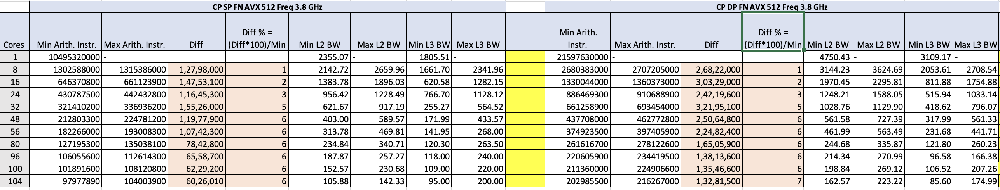 CP SP FN AVX 512 Freq 3.8 GHz CP DP FN AVX 512 Freq 3.8 GHz
Cores Min Arith. Instr. Max Arith. Instr. Diff Diff % = (Diff*100)/Min Min L2 BW Max L2 BW Min L3 BW Max L3 BW Min Arith. Instr. Max Arith. Instr. Diff Diff % = (Diff*100)/Min Min L2 BW Max L2 BW Min L3 BW Max L3 BW
1 10495320000 - 2355.07 - 1805.51 - 21597630000 - 4750.43 - 3109.17 -
8 1302588000 1315386000 1,27,98,000 1 2142.72 2659.96 1661.70 2341.96 2680383000 2707205000 2,68,22,000 1 3144.23 3624.69 2053.61 2708.54
16 646370800 661123900 1,47,53,100 2 1383.78 1896.03 620.58 1282.15 1330044000 1360373000 3,03,29,000 2 1970.45 2295.81 811.88 1754.88
24 430787500 442432800 1,16,45,300 3 956.42 1228.49 766.70 1128.12 886469300 910688900 2,42,19,600 3 1248.21 1588.05 515.94 1033.14
32 321410200 336936200 1,55,26,000 5 621.67 917.19 255.27 564.52 661258900 693454000 3,21,95,100 5 1028.76 1129.90 418.62 796.07
48 212803300 224781200 1,19,77,900 6 403.00 589.57 171.99 433.57 437708000 462772800 2,50,64,800 6 561.58 727.39 317.99 561.33
56 182266000 193008300 1,07,42,300 6 313.78 469.81 141.95 268.00 374923500 397405900 2,24,82,400 6 461.99 563.49 231.68 441.71
80 127195300 135038100 78,42,800 6 234.84 340.71 120.30 263.50 261616700 278122600 1,65,05,900 6 244.68 335.87 121.80 260.23
96 106055600 112614300 65,58,700 6 187.87 257.27 118.00 240.00 220605900 234419500 1,38,13,600 6 214.34 270.99 96.58 166.38
100 101891600 108120800 62,29,200 6 152.57 230.68 109.00 220.00 211360000 224906600 1,35,46,600 6 198.84 269.12 106.52 207.26
104 97977890 104003900 60,26,010 6 105.88 142.33 95.00 200.00 202985500 216267000 1,32,81,500 7 162.57 223.22 85.60 174.99